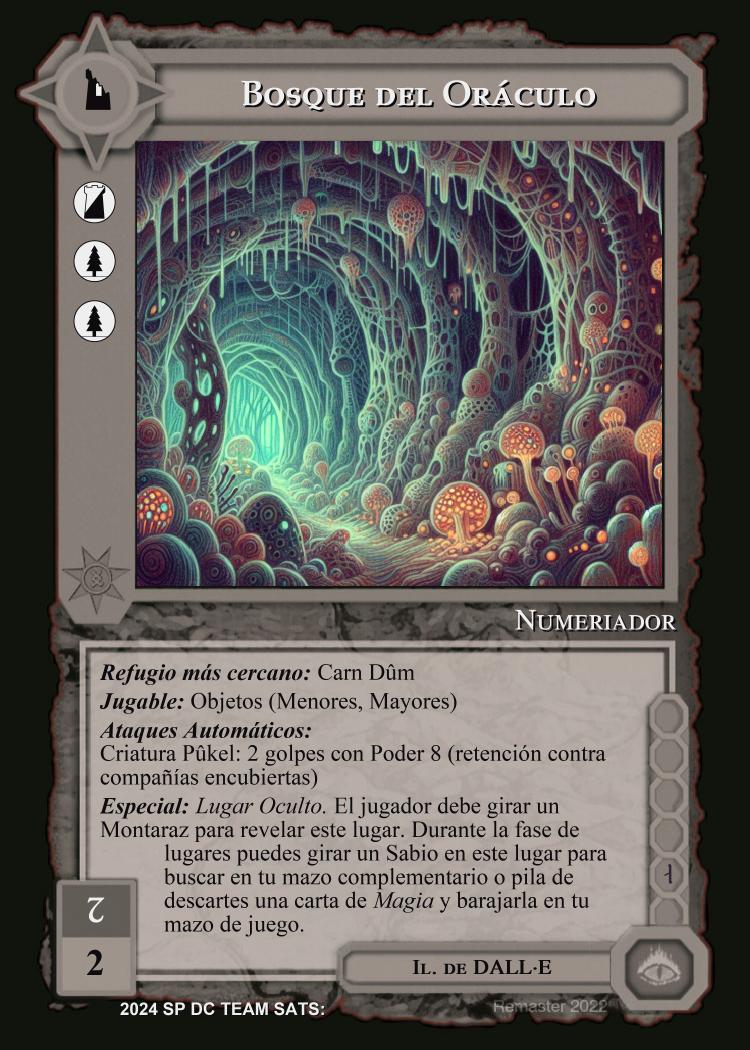 Bosque del Oráculo
Numeriador
Refugio más cercano: Carn Dûm
Jugable: Objetos (Menores, Mayores)
Ataques Automáticos:
Criatura Pûkel: 2 golpes con Poder 8 (retención contra
compañías encubiertas)
Especial: Lugar Oculto. El jugador debe girar un
Montaraz para revelar este lugar. Durante la fase de
lugares puedes girar un Sabio en este lugar para
buscar en tu mazo complementario o pila de
descartes una carta de Magia y barajarla en tu
mazo de juego.
2
2
Il. de DALL·E
2024 SP DC TEAM SATS:
Remaster 2022